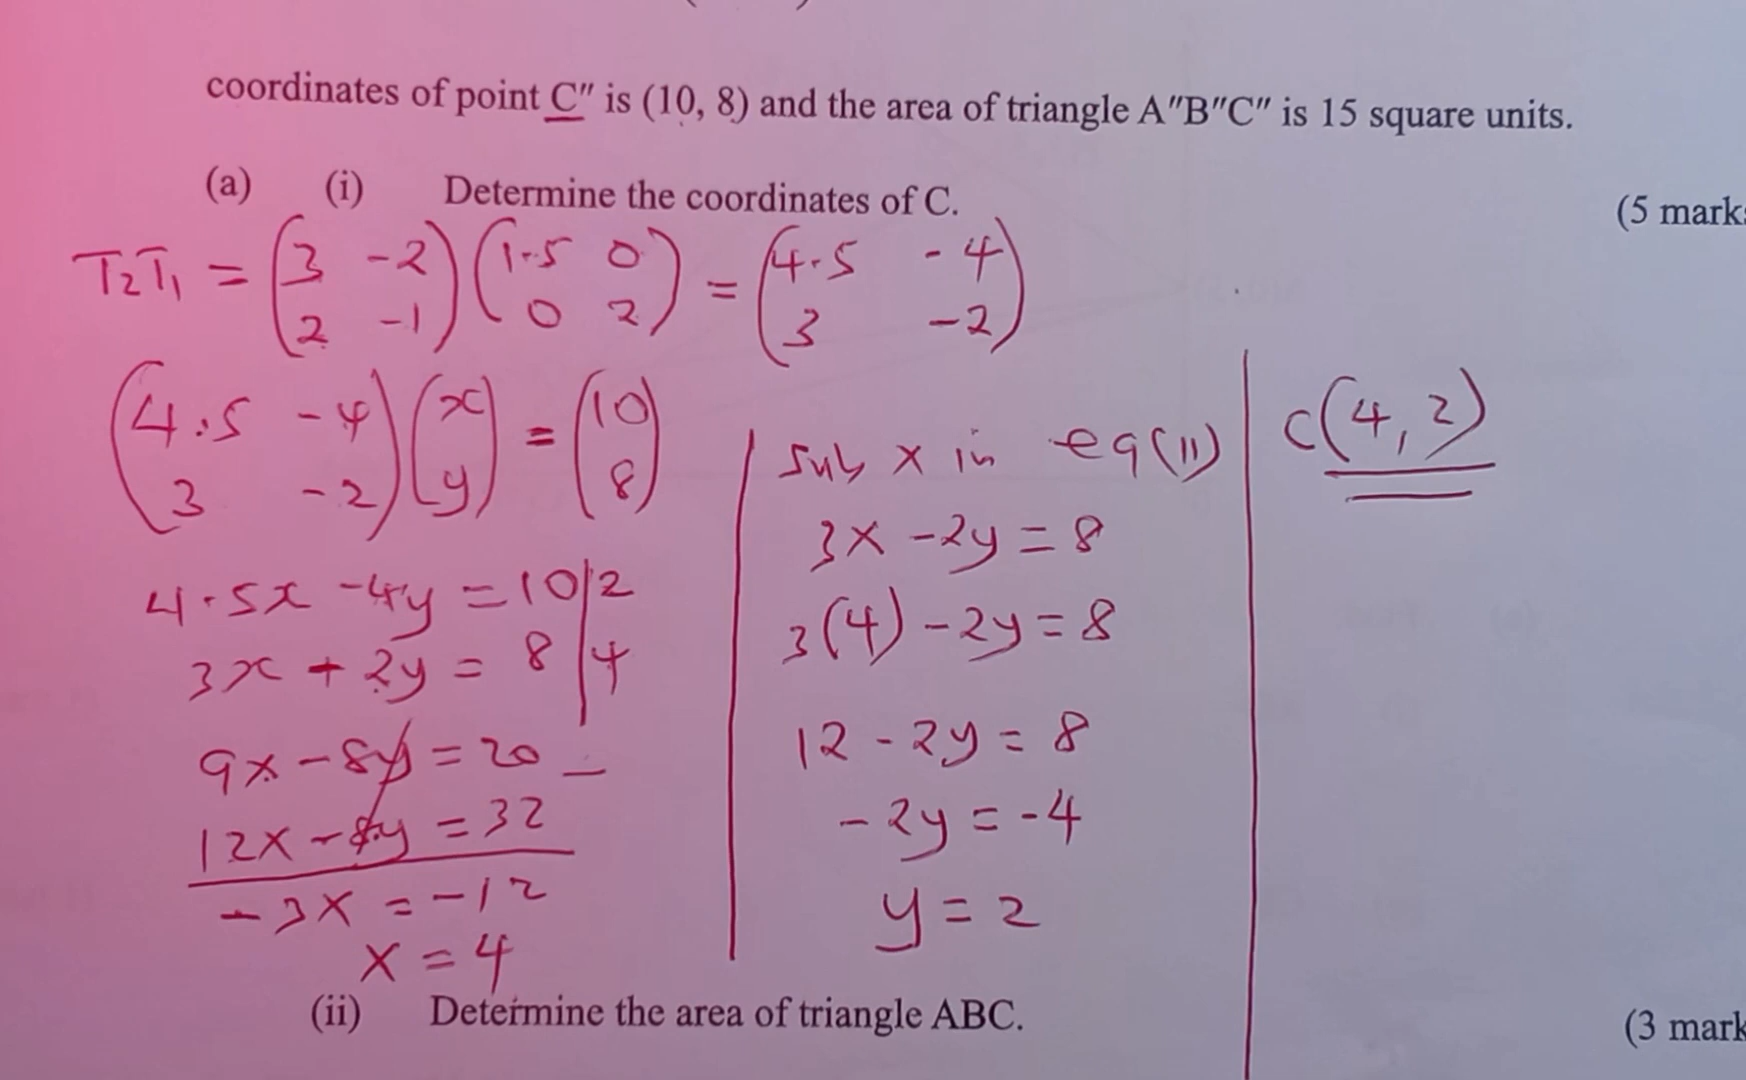 coordinates of point C" is (10, 8) and the area of triangle A"B"C" is 15 square units.
(a) (i) Determine the coordinates of C.
(5 marks
T₂T₁ = (3 -2) (1.5 0) = (4.5 -4)
(2 -1) (0 2) (3 -2)
(4.5 -4) (x) = (10)
(3 -2) (y) (8)
4.5x -4y = 10 | 2
3x + 2y = 8 | 4
9x - 8y = 20 -
12x - 8y = 32
-3x = -12
x = 4
sub x in eq(11)
3x - 2y = 8
3(4) - 2y = 8
12 - 2y = 8
-2y = -4
y = 2
C(4, 2)
(ii) Determine the area of triangle ABC.
(3 mark